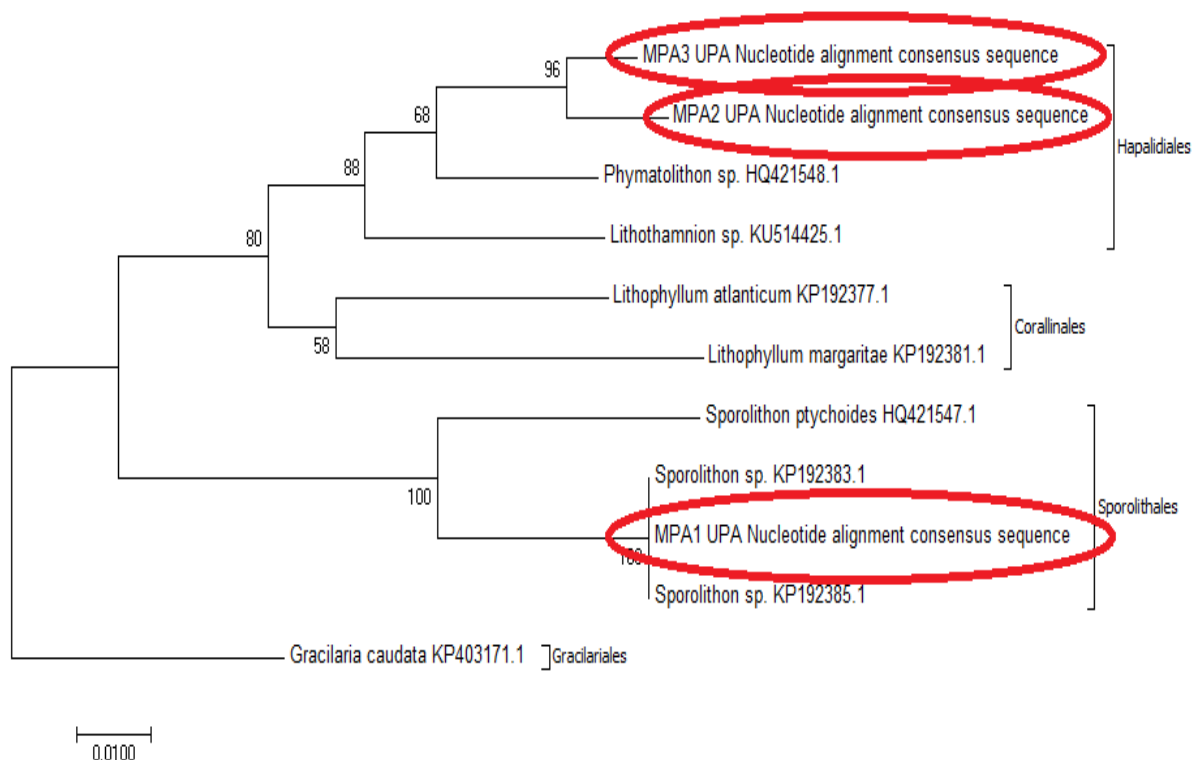 MPA3 UPA Nucleotide alignment consensus sequence
96
MPA2 UPA Nucleotide alignment consensus sequence
68
Hapalidiales
88
Phymatolithon sp. HQ421548.1
Lithothamnion sp. KU514425.1
80
Lithophyllum atlanticum KP192377.1
Corallinales
58
Lithophyllum margaritae KP192381.1
Sporolithon ptychoides HQ421547.1
Sporolithon sp. KP192383.1
100
Sporolithales
MPA1 UPA Nucleotide alignment consensus sequence
100
Sporolithon sp. KP192385.1
Gracilaria caudata KP403171.1
Gracilariales
0.0100